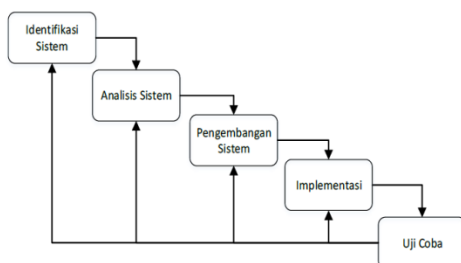 Identifikasi
Sistem
Analisis Sistem
Pengembangan
Sistem
Implementasi
Uji Coba